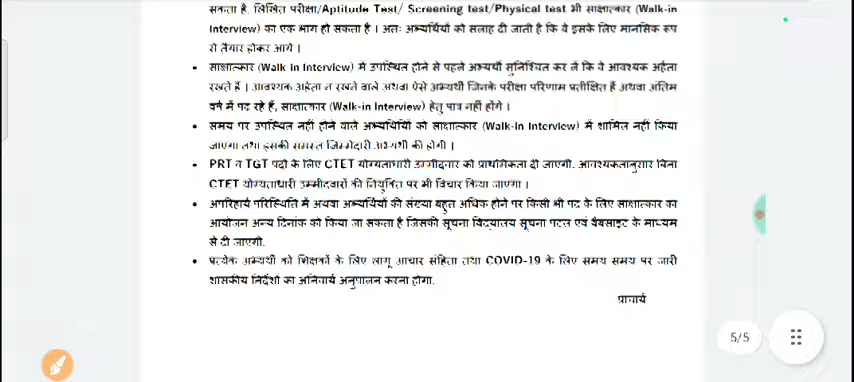 सकता है. लिखित परीक्षा/Aptitude Test/ Screening test/Physical test भी साक्षात्कार (Walk-in
Interview) का एक भाग हो सकता है । अतः अभ्यर्थियों को सलाह दी जाती है कि वे इसके लिए मानसिक रूप
से तैयार होकर आये ।
• साक्षात्कार (Walk in Interview) में उपस्थित होने से पहले अभ्यर्थी सुनिश्चित कर लें कि वे आवश्यक अर्हता
रखते हैं । आवश्यक अर्हता न रखने वाले अथवा ऐसे अभ्यर्थी जिनके परीक्षा परिणाम प्रतीक्षित हैं अथवा अंतिम
वर्ष में पढ़ रहे हैं, साक्षात्कार (Walk-in Interview) हेतु पात्र नहीं होंगे ।
• समय पर उपस्थित नहीं होने वाले अभ्यर्थियों को साक्षात्कार (Walk-In Interview) में शामिल नहीं किया
जाएगा तथा इसकी समस्त जिम्मेदारी अभ्यर्थी की होगी ।
• PRT व TGT पदों के लिए CTET योग्यताधारी उम्मीदवार को प्राथमिकता दी जाएगी. आवश्यकतानुसार बिना
CTET योग्यताधारी उम्मीदवारों की नियुक्ति पर भी विचार किया जाएगा ।
• अपरिहार्य परिस्थिति में अथवा अभ्यर्थियों की संख्या बहुत अधिक होने पर किसी भी पद के लिए साक्षात्कार का
आयोजन अन्य दिनांक को किया जा सकता है जिसकी सूचना विद्यालय सूचना पटल एवं वैबसाइट के माध्यम
से दी जाएगी.
• प्रत्येक अभ्यर्थी को शिक्षकों के लिए लागू आचार संहिता तथा COVID-19 के लिए समय समय पर जारी
शासकीय निर्देशों का अनिवार्य अनुपालन करना होगा.
प्राचार्य
5/5